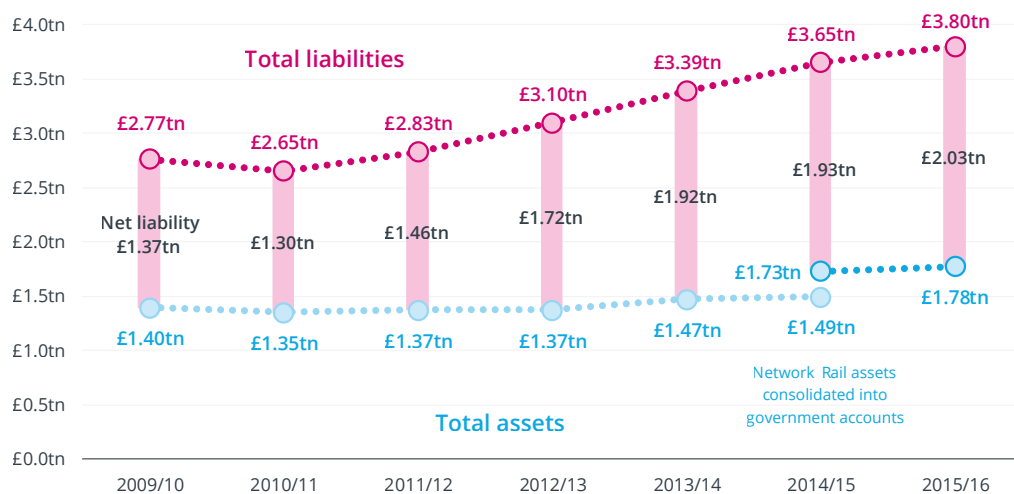 £4.0tn
£3.5tn
£3.0tn
£2.5tn
£2.0tn
£1.5tn
£1.0tn
£0.5tn
£0.0tn
Total liabilities
£2.77tn
£2.65tn
£2.83tn
£3.10tn
£3.39tn
£3.65tn
£3.80tn
Net liability
£1.37tn
£1.30tn
£1.46tn
£1.72tn
£1.92tn
£1.93tn
£2.03tn
£1.73tn
£1.78tn
£1.40tn
£1.35tn
£1.37tn
£1.37tn
£1.47tn
£1.49tn
Network Rail assets
consolidated into
government accounts
Total assets
2009/10
2010/11
2011/12
2012/13
2013/14
2014/15
2015/16